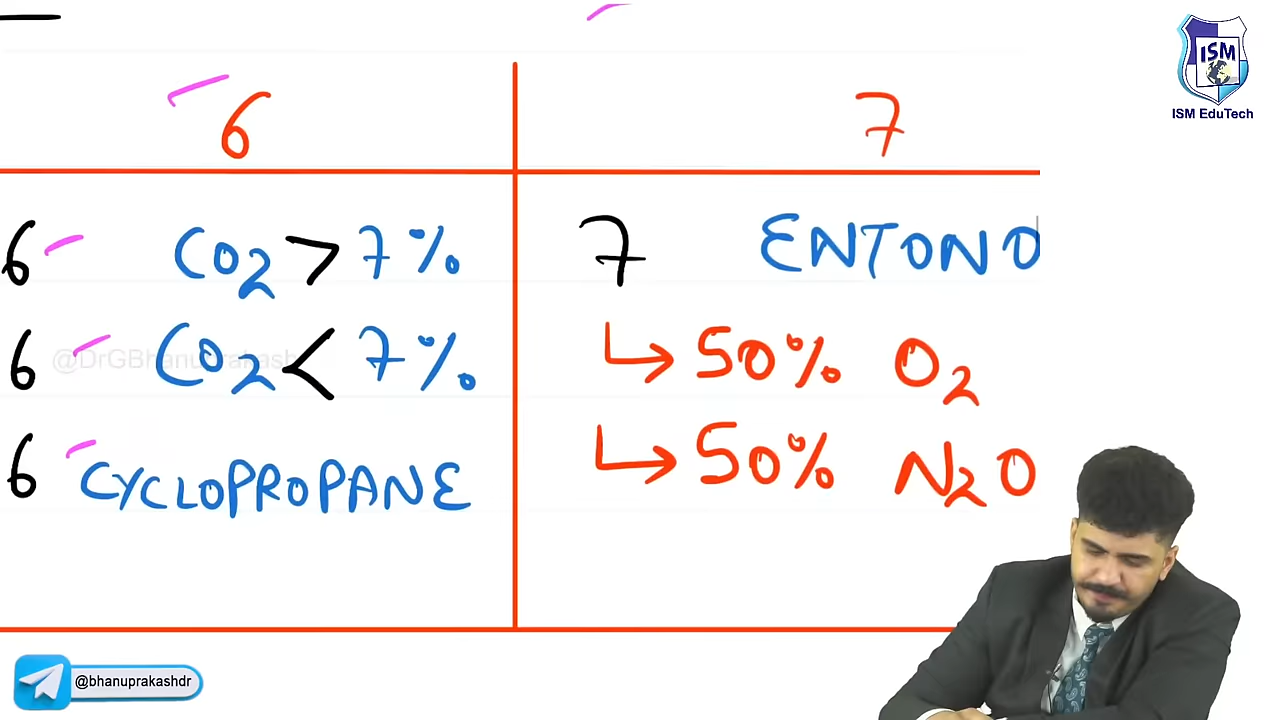 ISM
ISM EduTech
6
7
6 CO2 > 7%
7 ENTONO
6 CO2 < 7%
↳ 50% O2
@DrGBhanuprakash
6 CYCLOPROPANE
↳ 50% N2O
@bhanuprakashdr